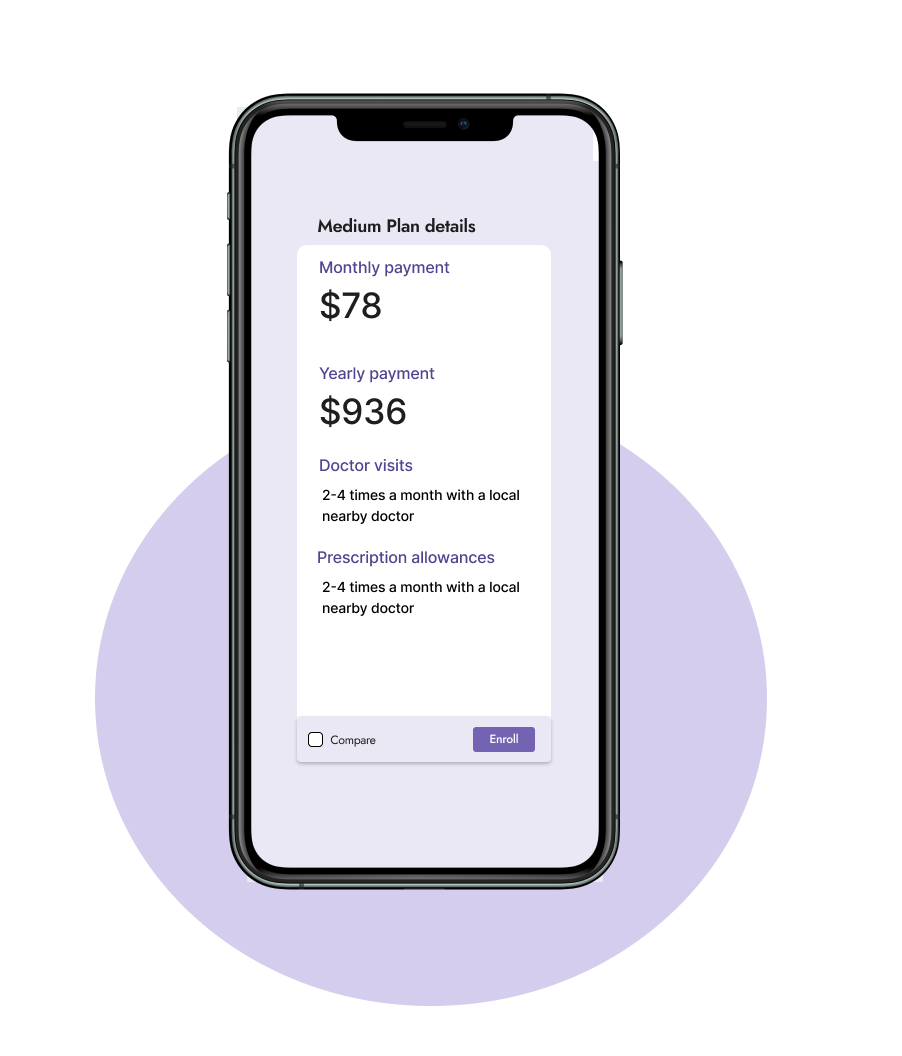 Medium Plan details
Monthly payment
$78
Yearly payment
$936
Doctor visits
2-4 times a month with a local
nearby doctor
Prescription allowances
2-4 times a month with a local
nearby doctor
Compare
Enroll